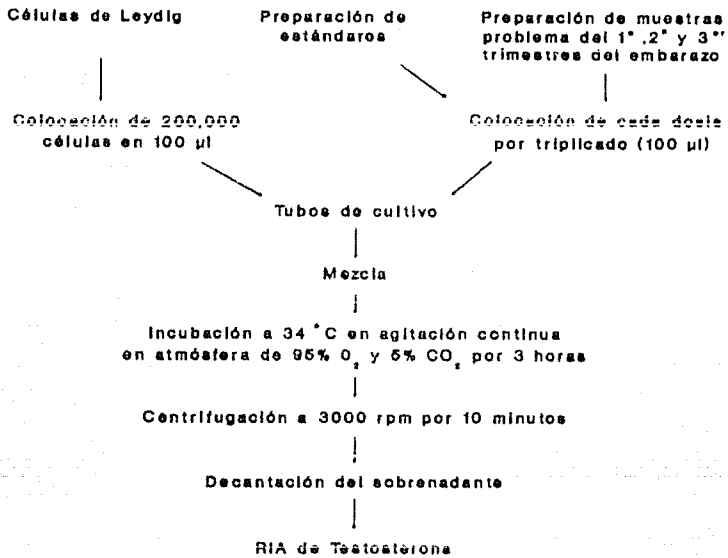 Células de Leydig
Preparación de
estándaros
Preparación de muestras
problema del 1°,2° y 3er
trimestres del embarazo
Colocación de 200,000
células en 100 µl
Colocación de cada dosis
por triplicado (100 µl)
Tubos de cultivo
Mezcla
Incubación a 34 °C en agitación continua
en atmósfera de 95% O₂ y 5% CO₂ por 3 horas
Centrifugación a 3000 rpm por 10 minutos
Decantación del sobrenadante
RIA de Testosterona